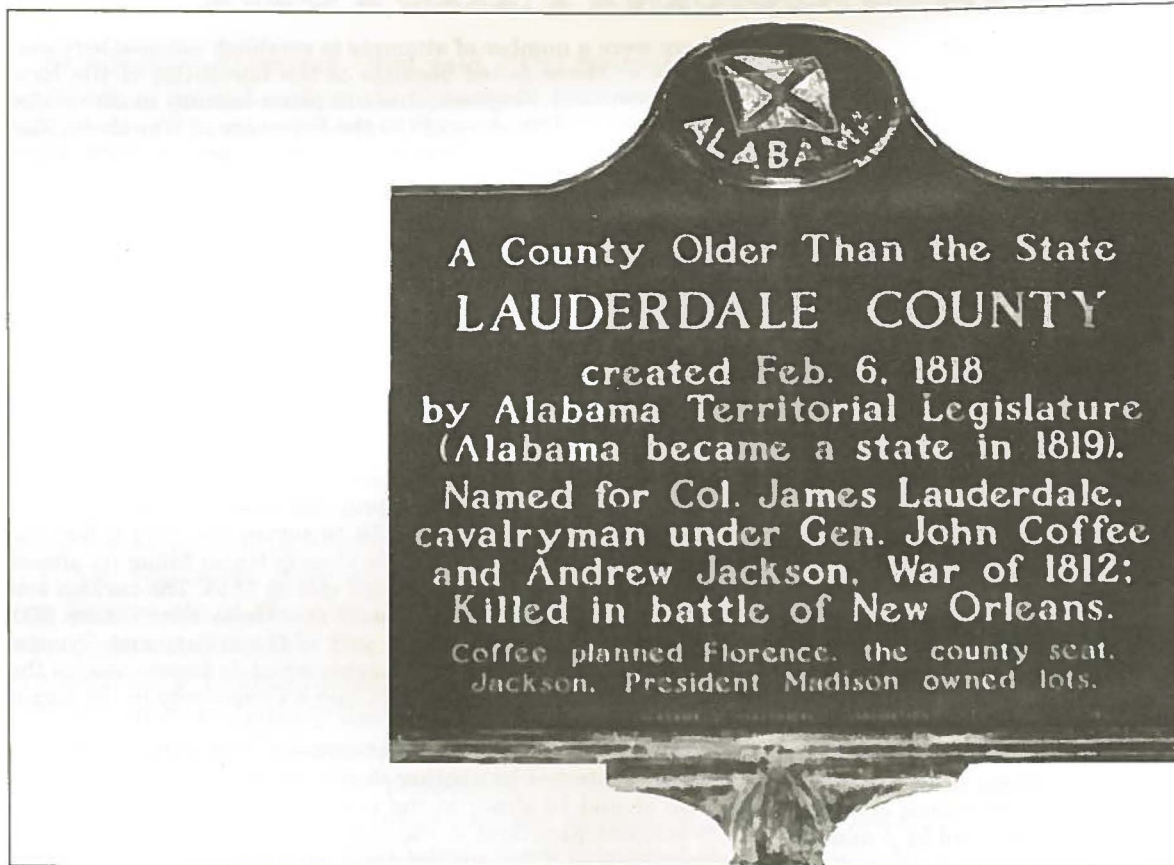 ALABAMA
A County Older Than the State
LAUDERDALE COUNTY
created Feb. 6, 1818
by Alabama Territorial Legislature
(Alabama became a state in 1819).
Named for Col. James Lauderdale,
cavalryman under Gen. John Coffee
and Andrew Jackson, War of 1812;
Killed in battle of New Orleans.
Coffee planned Florence, the county seat.
Jackson, President Madison owned lots.